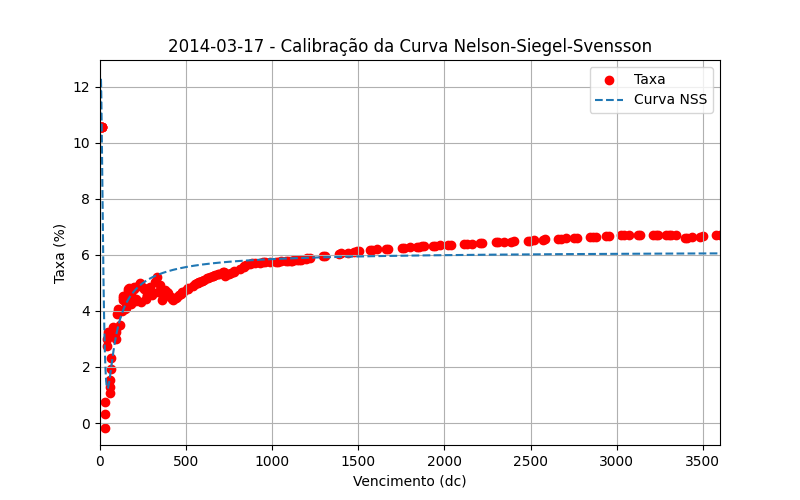 2014-03-17 - Calibração da Curva Nelson-Siegel-Svensson
Taxa
Curva NSS
Taxa (%)
12
10
8
6
4
2
0
0 500 1000 1500 2000 2500 3000 3500
Vencimento (dc)